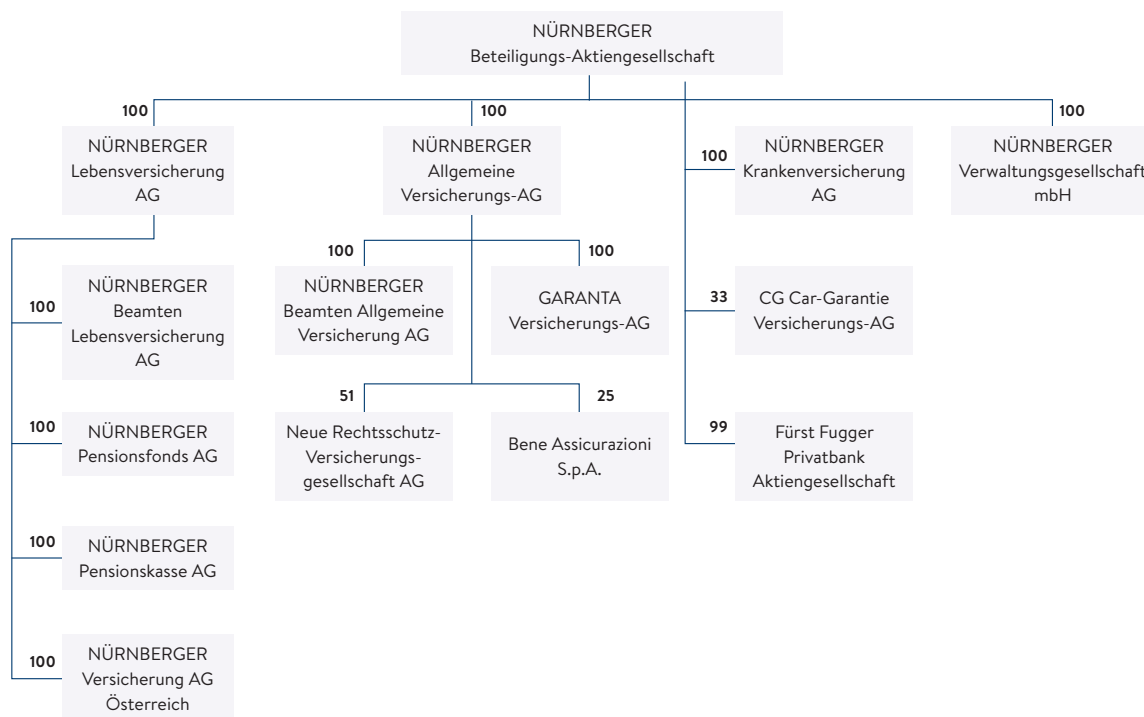 NÜRNBERGER
Beteiligungs-Aktiengesellschaft
100
100
100
NÜRNBERGER
Lebensversicherung
AG
NÜRNBERGER
Allgemeine
Versicherungs-AG
100
NÜRNBERGER
Krankenversicherung
AG
NÜRNBERGER
Verwaltungsgesellschaft
mbH
100
NÜRNBERGER
Beamten
Lebensversicherung
AG
100
NÜRNBERGER
Beamten Allgemeine
Versicherung AG
100
GARANTA
Versicherungs-AG
33
CG Car-Garantie
Versicherungs-AG
100
NÜRNBERGER
Pensionsfonds AG
51
Neue Rechtsschutz-
Versicherungs-
gesellschaft AG
25
Bene Assicurazioni
S.p.A.
99
Fürst Fugger
Privatbank
Aktiengesellschaft
100
NÜRNBERGER
Pensionskasse AG
100
NÜRNBERGER
Versicherung AG
Österreich